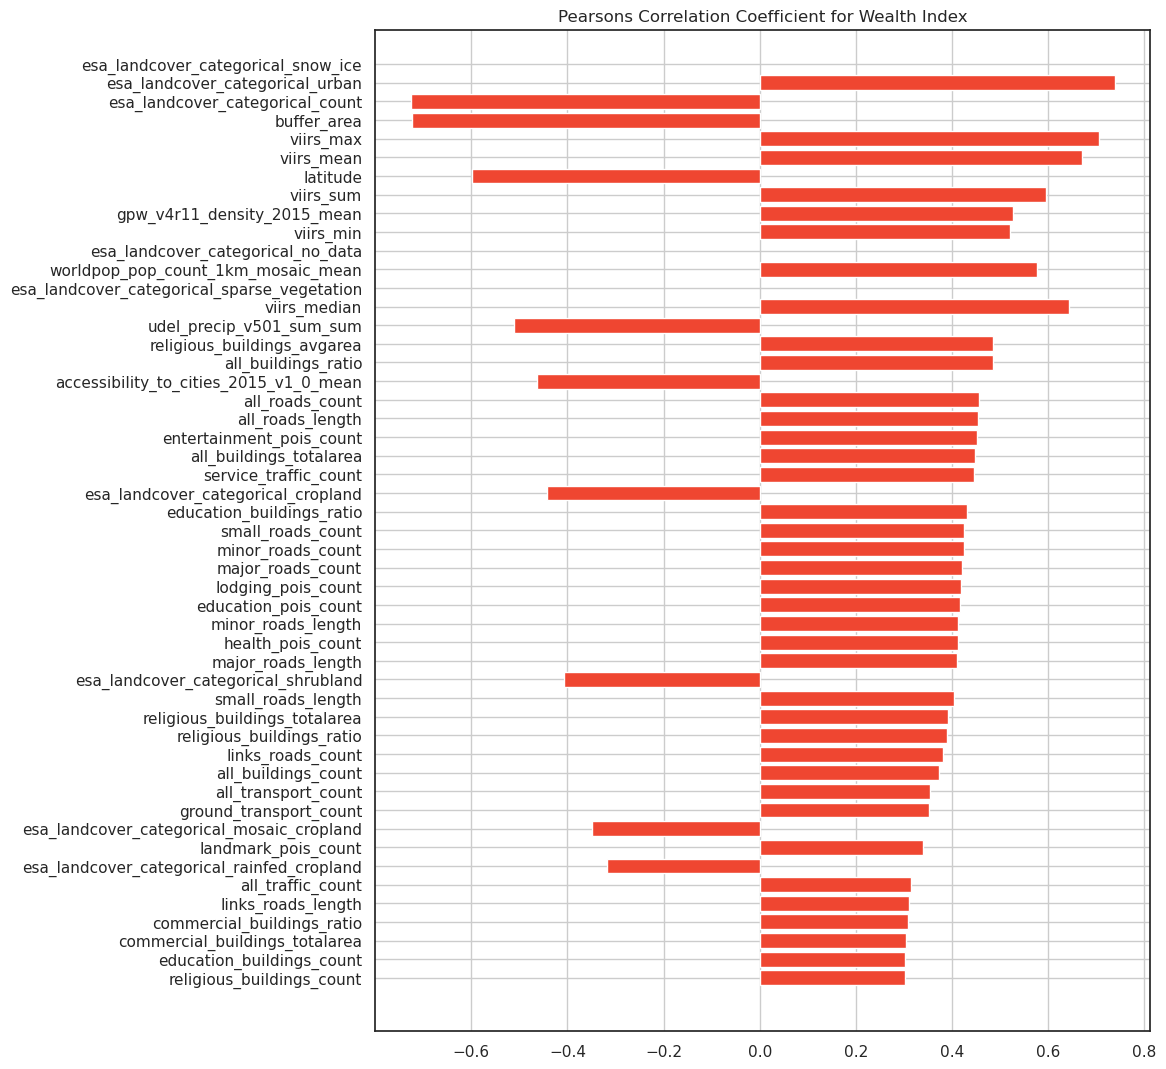 Pearsons Correlation Coefficient for Wealth Index
esa_landcover_categorical_snow_ice
esa_landcover_categorical_urban
esa_landcover_categorical_count
buffer_area
viirs_max
viirs_mean
latitude
viirs_sum
gpw_v4r11_density_2015_mean
viirs_min
esa_landcover_categorical_no_data
worldpop_pop_count_1km_mosaic_mean
esa_landcover_categorical_sparse_vegetation
viirs_median
udel_precip_v501_sum_sum
religious_buildings_avgarea
all_buildings_ratio
accessibility_to_cities_2015_v1_0_mean
all_roads_count
all_roads_length
entertainment_pois_count
all_buildings_totalarea
service_traffic_count
esa_landcover_categorical_cropland
education_buildings_ratio
small_roads_count
minor_roads_count
major_roads_count
lodging_pois_count
education_pois_count
minor_roads_length
health_pois_count
major_roads_length
esa_landcover_categorical_shrubland
small_roads_length
religious_buildings_totalarea
religious_buildings_ratio
links_roads_count
all_buildings_count
all_transport_count
ground_transport_count
esa_landcover_categorical_mosaic_cropland
landmark_pois_count
esa_landcover_categorical_rainfed_cropland
all_traffic_count
links_roads_length
commercial_buildings_ratio
commercial_buildings_totalarea
education_buildings_count
religious_buildings_count
−0.6 −0.4 −0.2 0.0 0.2 0.4 0.6 0.8